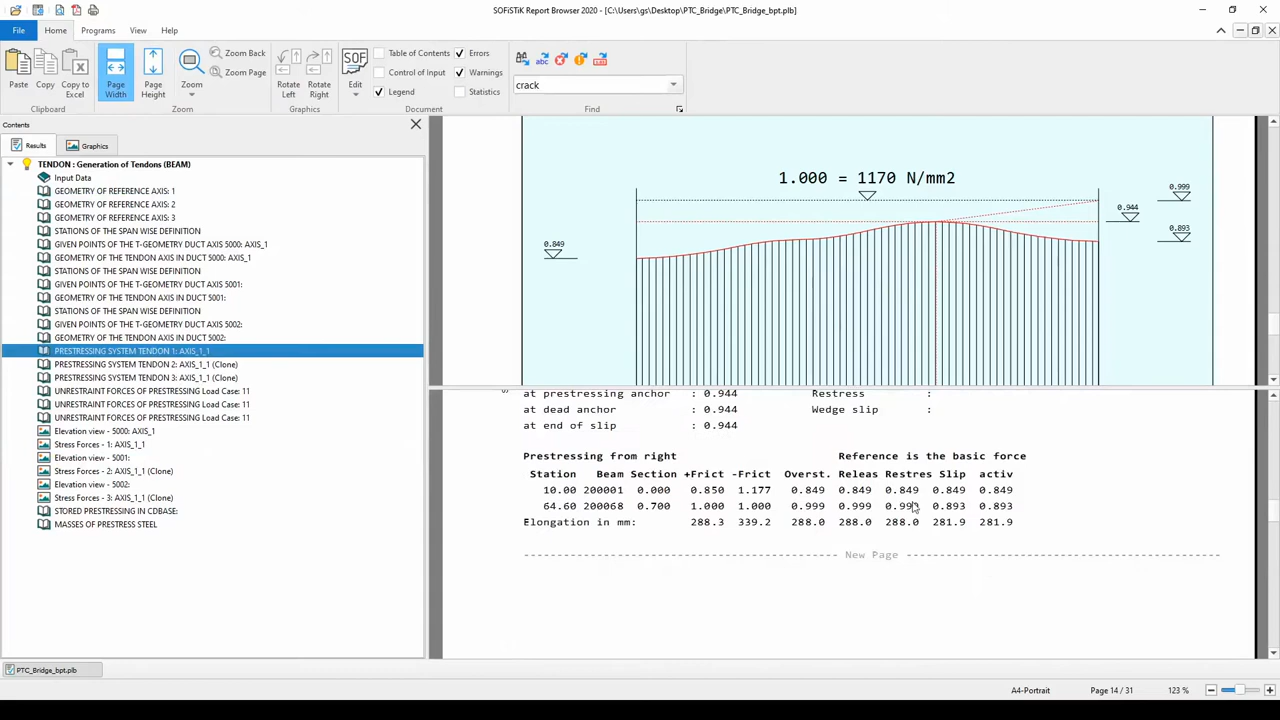 SOFiSTiK Report Browser 2020 - [C:\Users\gs\Desktop\PTC_Bridge\PTC_Bridge_bpt.plb]
File Home Programs View Help
Paste Copy Copy to Excel
Clipboard
Page Width Page Height Zoom Zoom Back Zoom Page
Zoom
Rotate Left Rotate Right
Graphics
Edit Table of Contents Errors
Control of Input Warnings
Legend Statistics
Document
crack
Find
Contents
Results Graphics
TENDON : Generation of Tendons (BEAM)
Input Data
GEOMETRY OF REFERENCE AXIS: 1
GEOMETRY OF REFERENCE AXIS: 2
GEOMETRY OF REFERENCE AXIS: 3
STATIONS OF THE SPAN WISE DEFINITION
GIVEN POINTS OF THE T-GEOMETRY DUCT AXIS 5000: AXIS_1
GEOMETRY OF THE TENDON AXIS IN DUCT 5000: AXIS_1
STATIONS OF THE SPAN WISE DEFINITION
GIVEN POINTS OF THE T-GEOMETRY DUCT AXIS 5001:
GEOMETRY OF THE TENDON AXIS IN DUCT 5001:
STATIONS OF THE SPAN WISE DEFINITION
GIVEN POINTS OF THE T-GEOMETRY DUCT AXIS 5002:
GEOMETRY OF THE TENDON AXIS IN DUCT 5002:
PRESTRESSING SYSTEM TENDON 1: AXIS_1_1
PRESTRESSING SYSTEM TENDON 2: AXIS_1_1 (Clone)
PRESTRESSING SYSTEM TENDON 3: AXIS_1_1 (Clone)
UNRESTRAINT FORCES OF PRESTRESSING Load Case: 11
UNRESTRAINT FORCES OF PRESTRESSING Load Case: 11
UNRESTRAINT FORCES OF PRESTRESSING Load Case: 11
Elevation view - 5000: AXIS_1
Stress Forces - 1: AXIS_1_1
Elevation view - 5001:
Stress Forces - 2: AXIS_1_1 (Clone)
Elevation view - 5002:
Stress Forces - 3: AXIS_1_1 (Clone)
STORED PRESTRESSING IN CDBASE:
MASSES OF PRESTRESS STEEL
1.000 = 1170 N/mm2
0.999
0.944
0.893
0.849
at prestressing anchor : 0.944 Restress :
at dead anchor : 0.944 Wedge slip :
at end of slip : 0.944
Prestressing from right Reference is the basic force
Station Beam Section +Frict -Frict Overst. Releas Restres Slip activ
10.00 200001 0.000 0.850 1.177 0.849 0.849 0.849 0.849 0.849
64.60 200068 0.700 1.000 1.000 0.999 0.999 0.999 0.893 0.893
Elongation in mm: 288.3 339.2 288.0 288.0 288.0 281.9 281.9
New Page
PTC_Bridge_bpt.plb
A4-Portrait Page 14 / 31 123 %